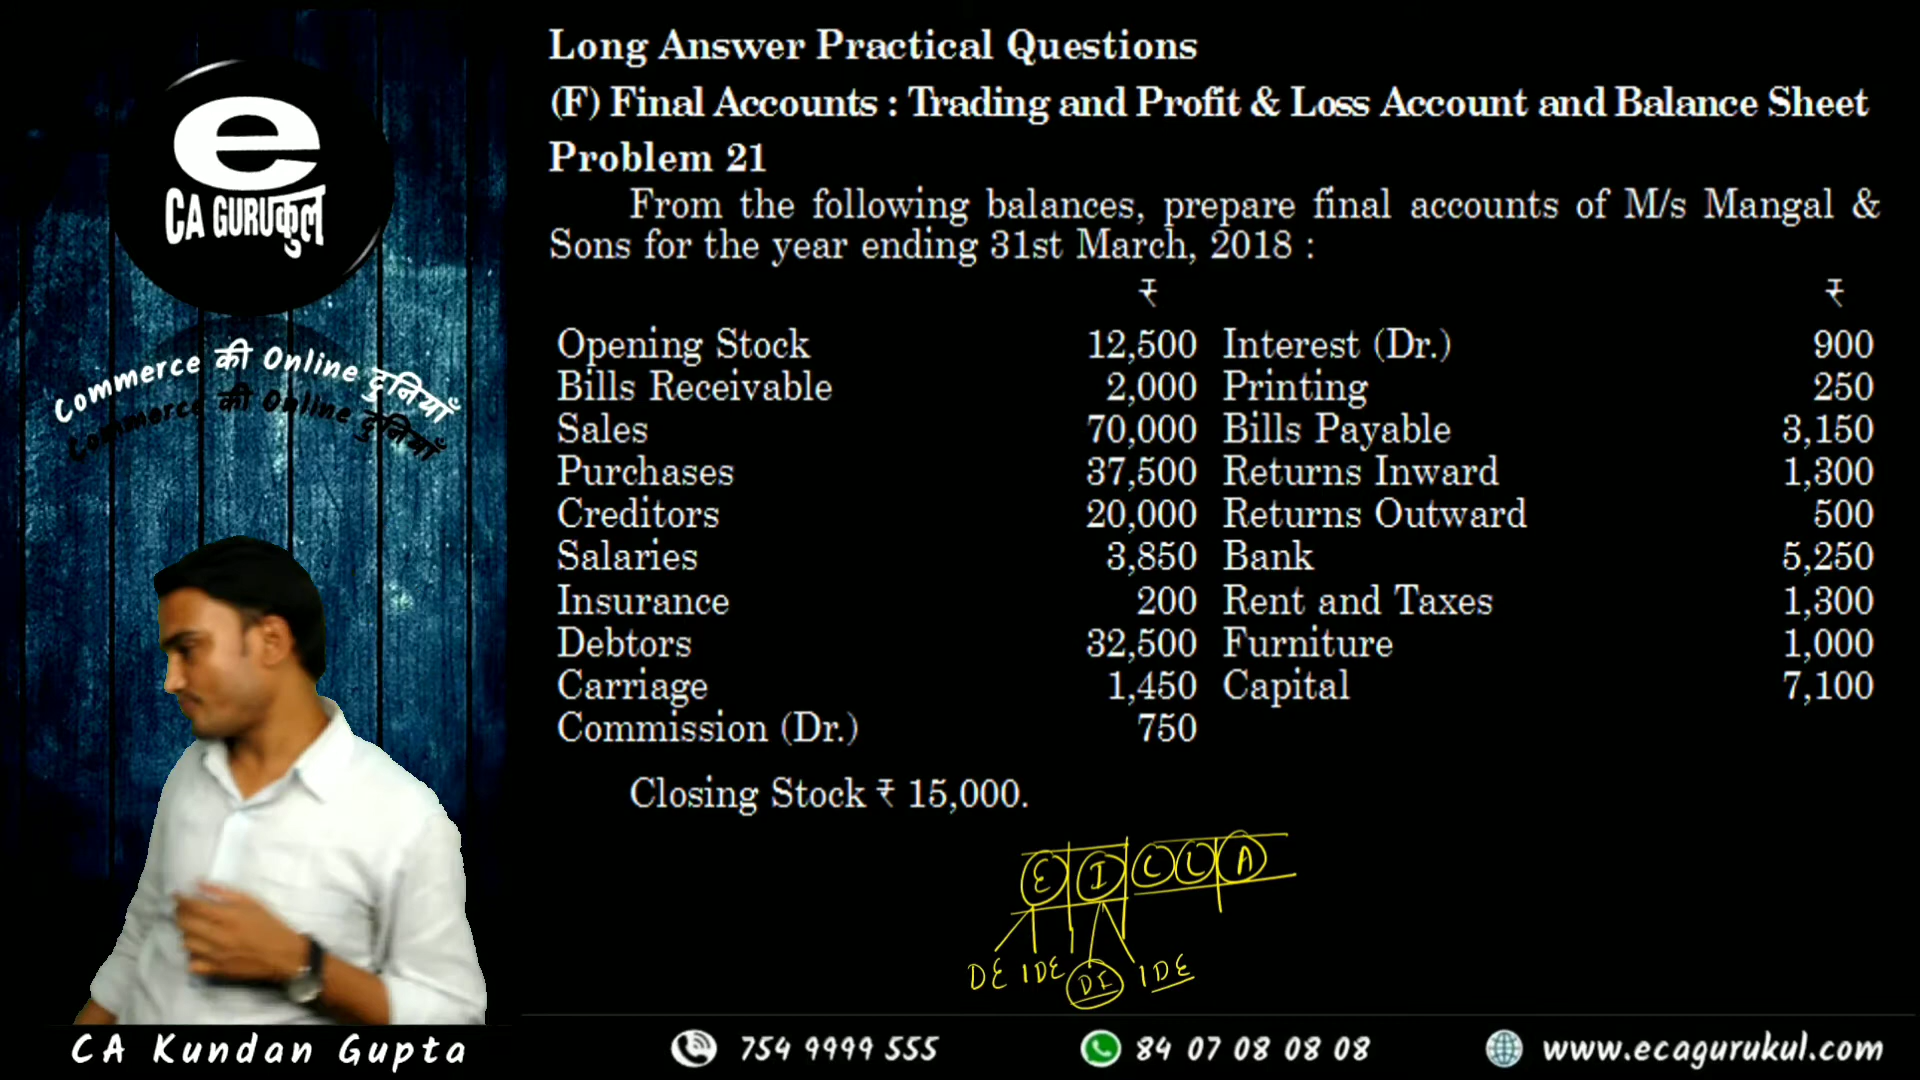 e
CA GURUकुल
Commerce की Online दुनियाँ
Commerce की Online दुनियाँ
Long Answer Practical Questions
(F) Final Accounts : Trading and Profit & Loss Account and Balance Sheet
Problem 21
From the following balances, prepare final accounts of M/s Mangal &
Sons for the year ending 31st March, 2018 :
₹ ₹
Opening Stock 12,500 Interest (Dr.) 900
Bills Receivable 2,000 Printing 250
Sales 70,000 Bills Payable 3,150
Purchases 37,500 Returns Inward 1,300
Creditors 20,000 Returns Outward 500
Salaries 3,850 Bank 5,250
Insurance 200 Rent and Taxes 1,300
Debtors 32,500 Furniture 1,000
Carriage 1,450 Capital 7,100
Commission (Dr.) 750
Closing Stock ₹ 15,000.
E I C L A
DE IDE DI IDE
CA Kundan Gupta 754 9999 555 84 07 08 08 08 www.ecagurukul.com